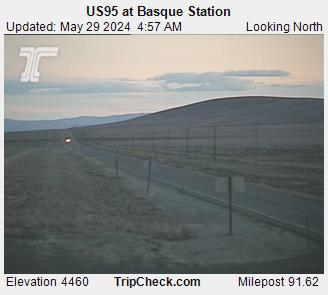 US95 at Basque Station
Updated: May 29 2024 4:57 AM Looking North
Elevation 4460 TripCheck.com Milepost 91.62